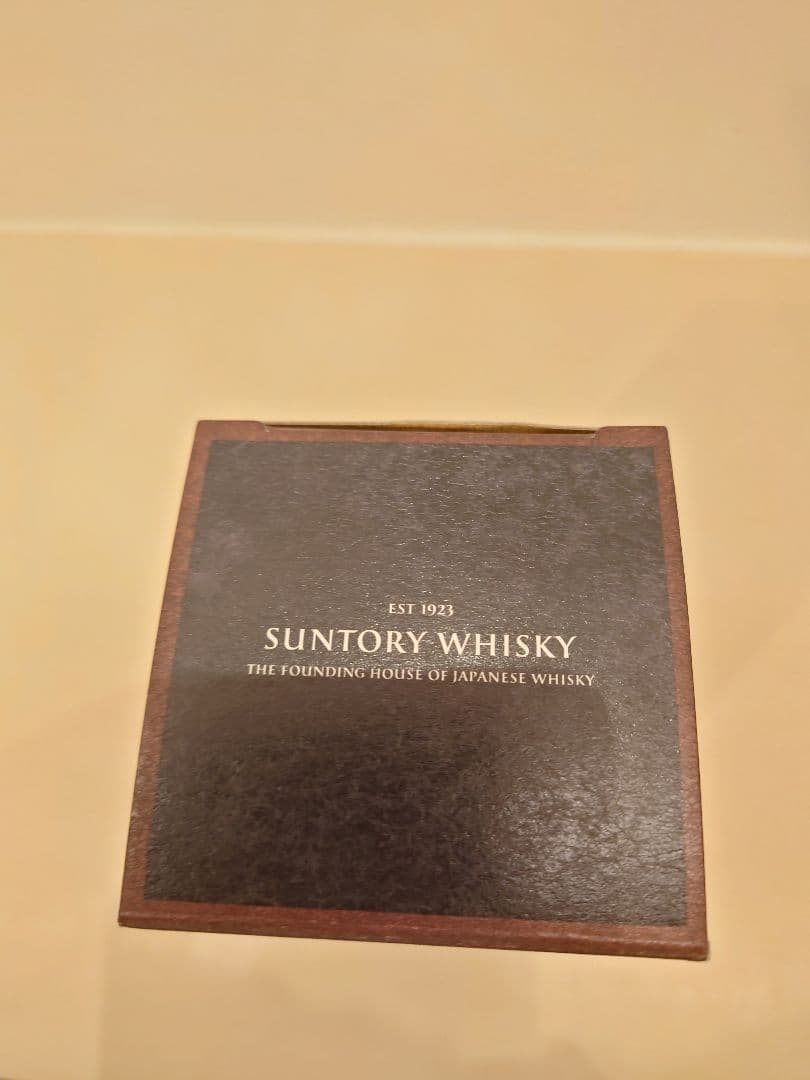 EST 1923
SUNTORY WHISKY
THE FOUNDING HOUSE OF JAPANESE WHISKY